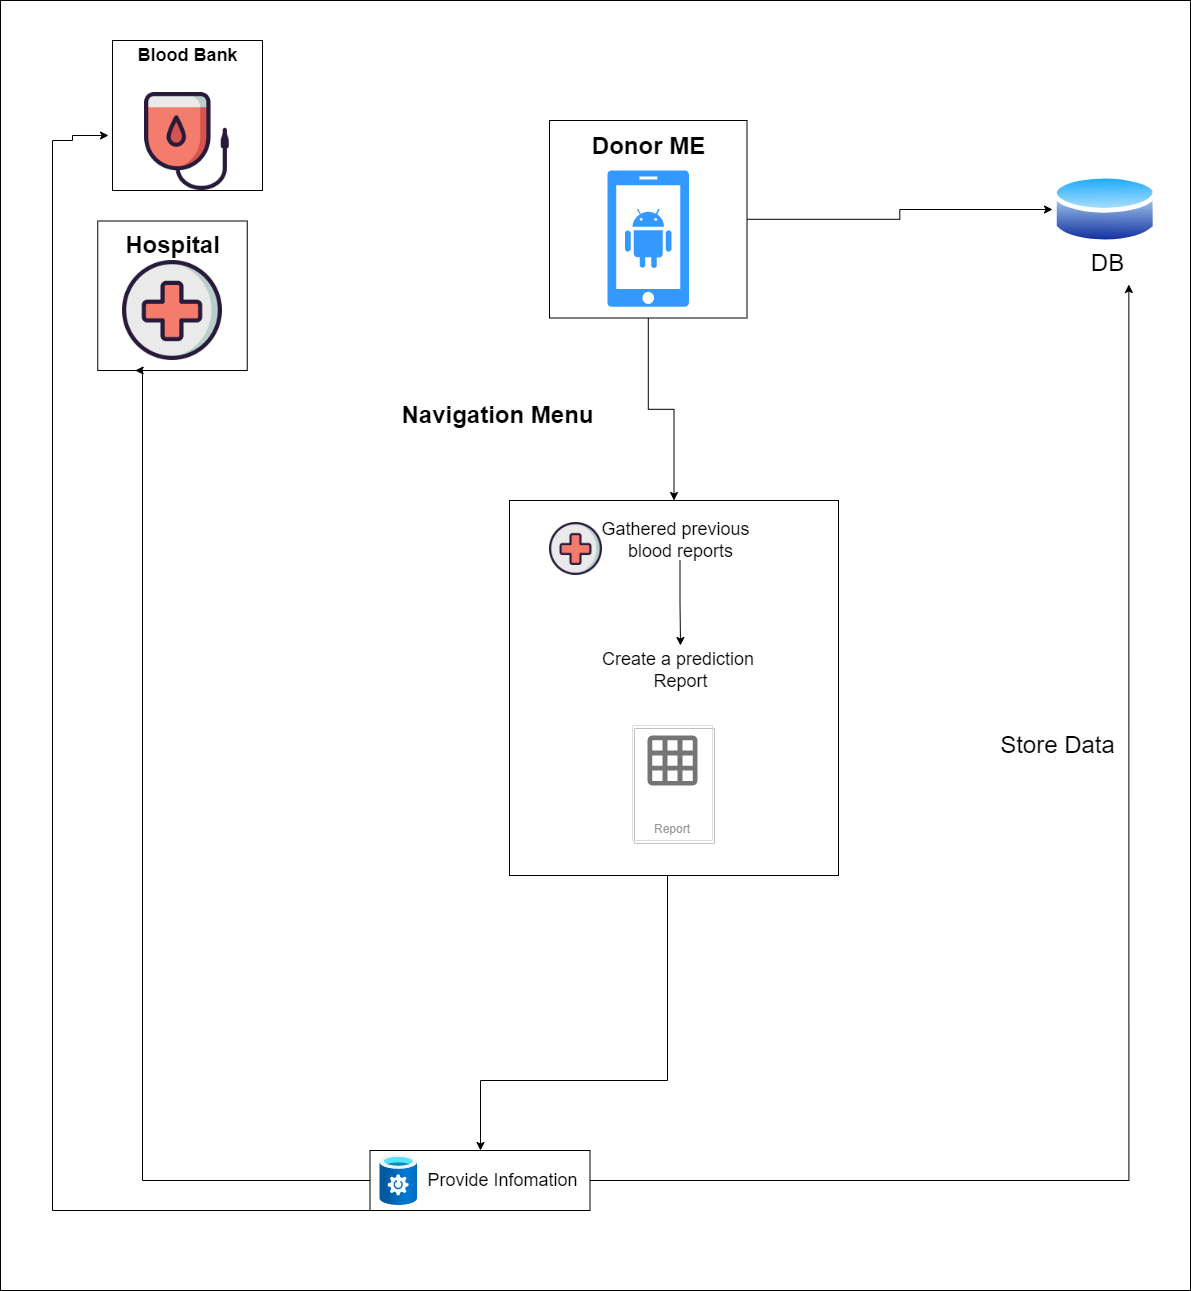 Blood Bank
Donor ME
Hospital
DB
Navigation Menu
Gathered previous
blood reports
Create a prediction
Report
Store Data
Report
Provide Infomation